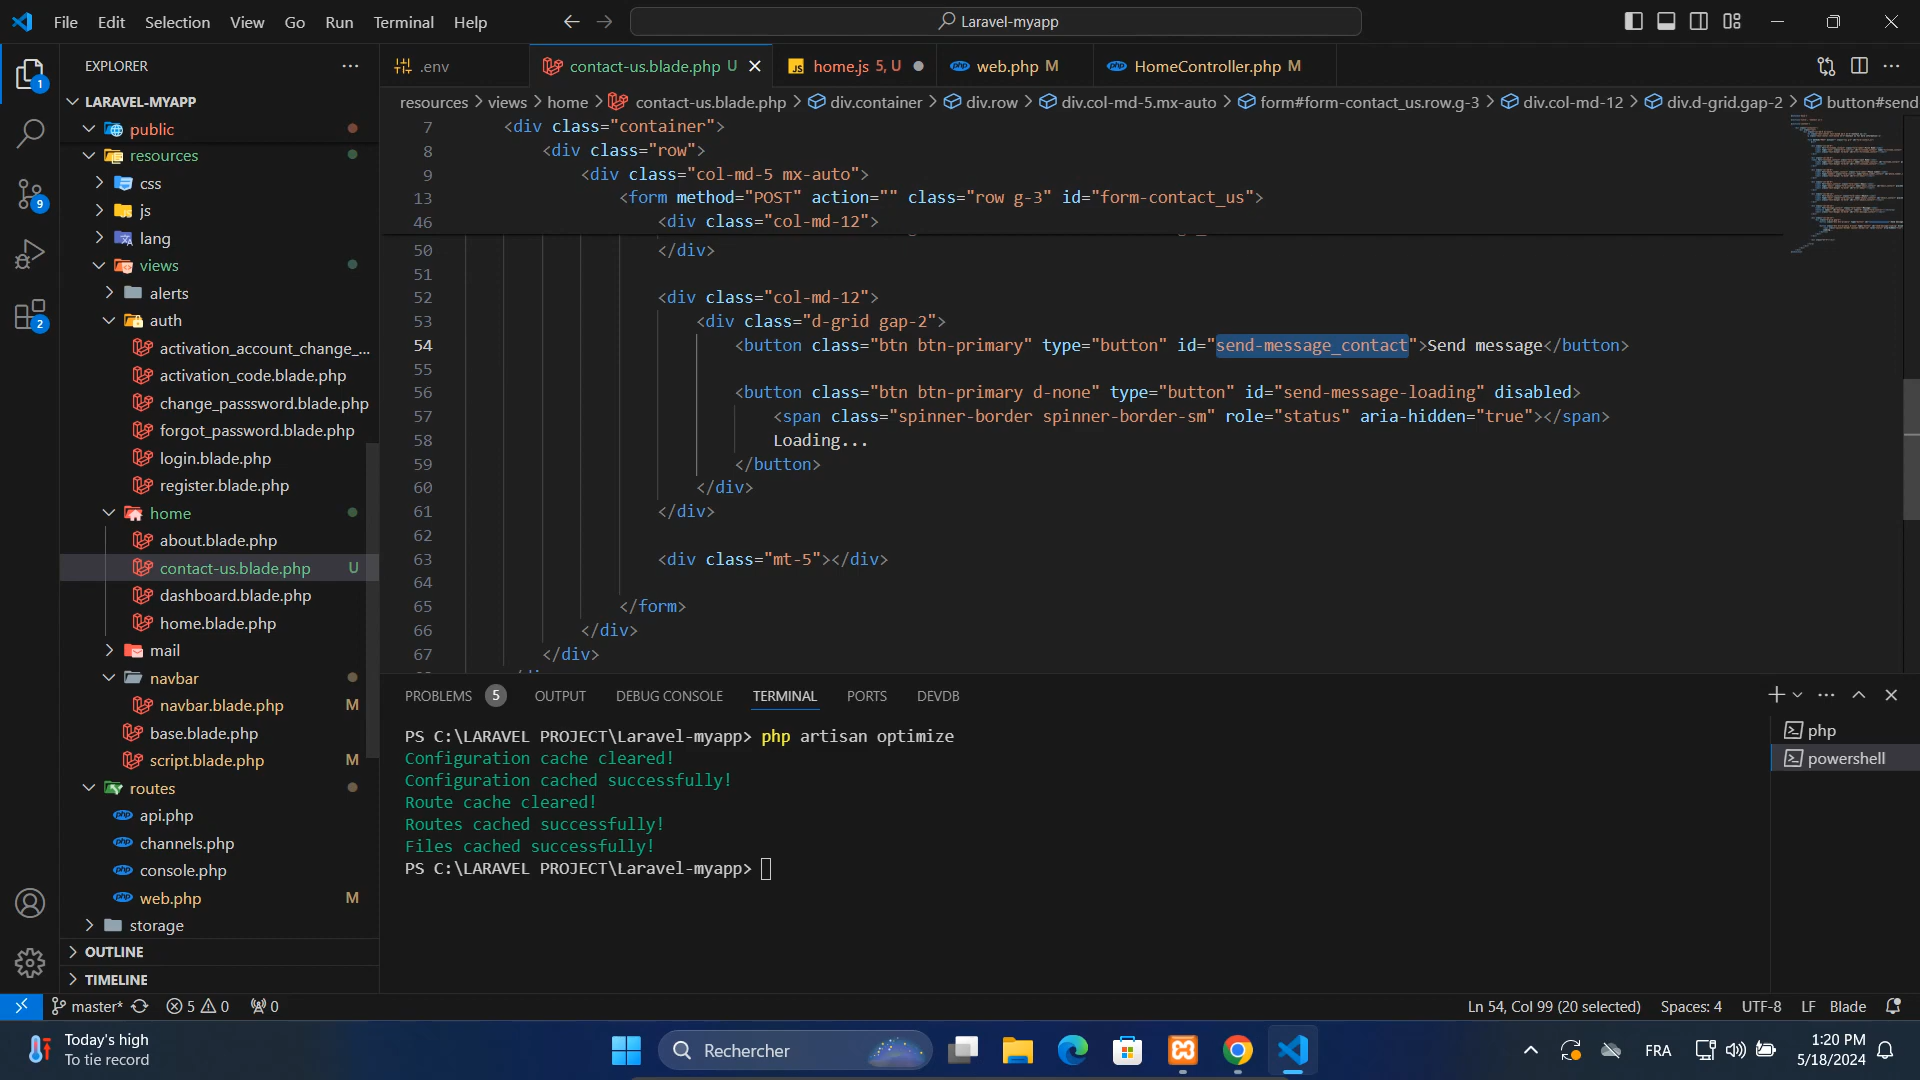 File Edit Selection View Go Run Terminal Help
Laravel-myapp
EXPLORER
LARAVEL-MYAPP
public
resources
css
js
lang
views
alerts
auth
activation_account_change_...
activation_code.blade.php
change_passsword.blade.php
forgot_password.blade.php
login.blade.php
register.blade.php
home
about.blade.php
contact-us.blade.php U
dashboard.blade.php
home.blade.php
mail
navbar
navbar.blade.php M
base.blade.php
script.blade.php M
routes
api.php
channels.php
console.php
web.php M
storage
OUTLINE
TIMELINE
1
9
2
.env
contact-us.blade.php U
JS home.js 5, U
php web.php M
php HomeController.php M
resources > views > home > contact-us.blade.php > div.container > div.row > div.col-md-5.mx-auto > form#form-contact_us.row.g-3 > div.col-md-12 > div.d-grid.gap-2 > button#send
7 <div class="container">
8 <div class="row">
9 <div class="col-md-5 mx-auto">
13 <form method="POST" action="" class="row g-3" id="form-contact_us">
46 <div class="col-md-12">
50 </div>
51
52 <div class="col-md-12">
53 <div class="d-grid gap-2">
54 <button class="btn btn-primary" type="button" id="send-message_contact">Send message</button>
55
56 <button class="btn btn-primary d-none" type="button" id="send-message-loading" disabled>
57 <span class="spinner-border spinner-border-sm" role="status" aria-hidden="true"></span>
58 Loading...
59 </button>
60 </div>
61 </div>
62
63 <div class="mt-5"></div>
64
65 </form>
66 </div>
67 </div>
PROBLEMS 5 OUTPUT DEBUG CONSOLE TERMINAL PORTS DEVDB
PS C:\LARAVEL PROJECT\Laravel-myapp> php artisan optimize
Configuration cache cleared!
Configuration cached successfully!
Route cache cleared!
Routes cached successfully!
Files cached successfully!
PS C:\LARAVEL PROJECT\Laravel-myapp>
php
powershell
master* 5 0 0
Ln 54, Col 99 (20 selected) Spaces: 4 UTF-8 LF Blade
Today's high
To tie record
Rechercher
FRA
1:20 PM
5/18/2024